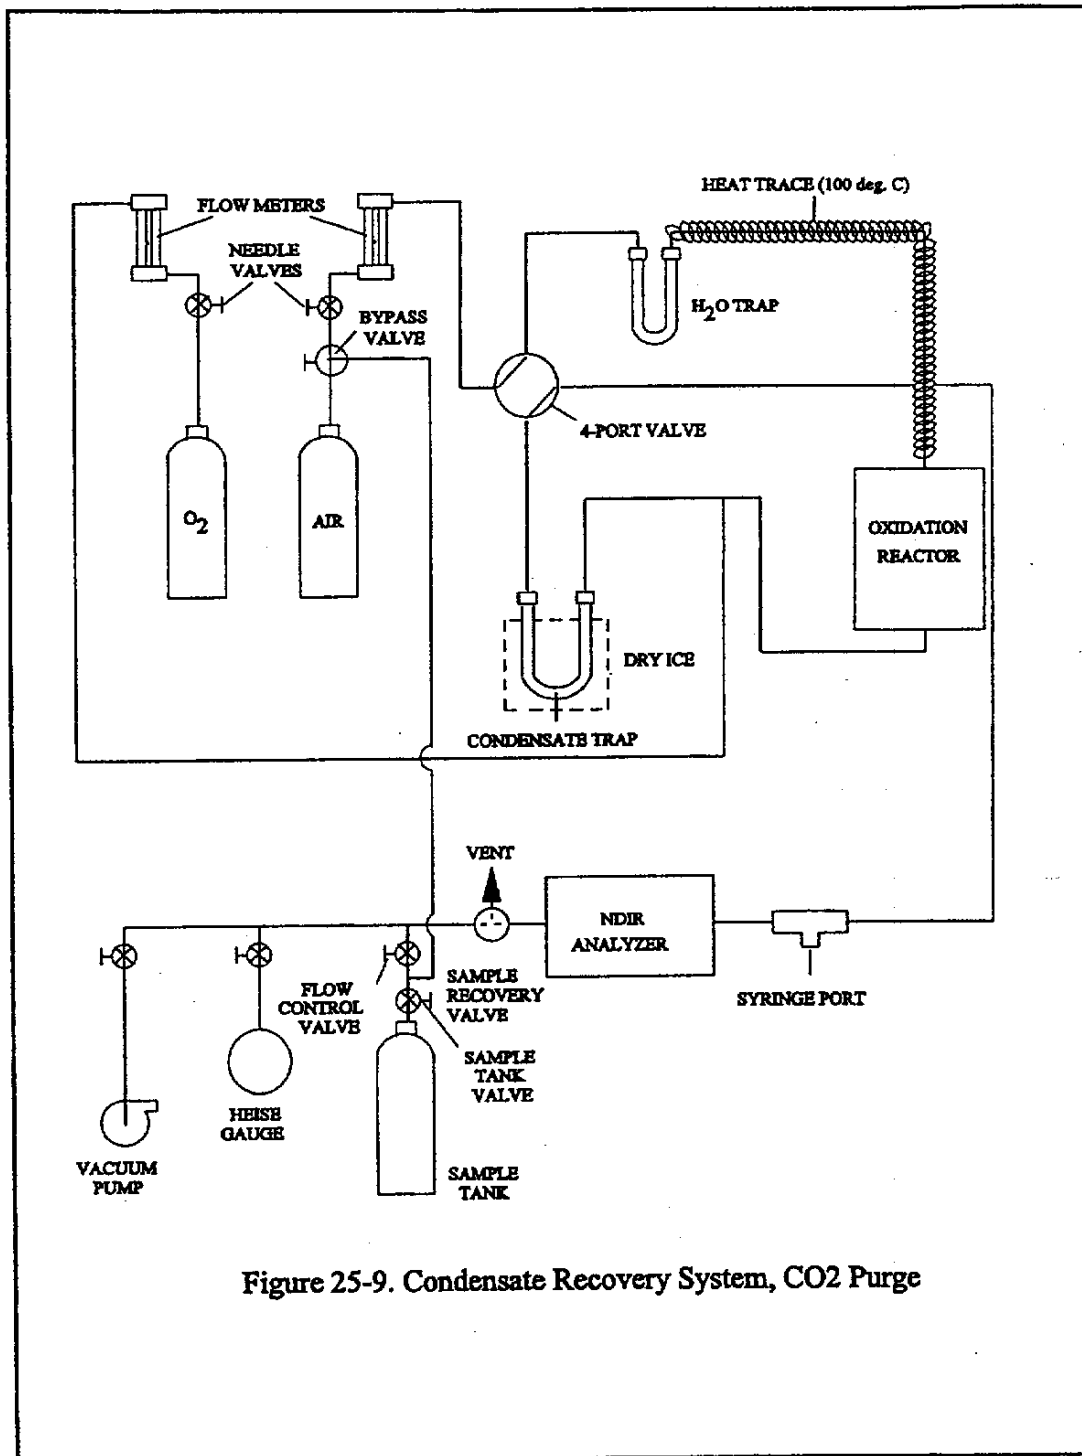 HEAT TRACE (100 deg. C)
FLOW METERS
NEEDLE
VALVES
H2O TRAP
BYPASS
VALVE
4-PORT VALVE
O2
AIR
OXIDATION
REACTOR
DRY ICE
CONDENSATE TRAP
VENT
NDIR
ANALYZER
SYRINGE PORT
FLOW
CONTROL
VALVE
SAMPLE
RECOVERY
VALVE
SAMPLE
TANK
VALVE
HEISE
GAUGE
VACUUM
PUMP
SAMPLE
TANK
Figure 25-9. Condensate Recovery System, CO2 Purge